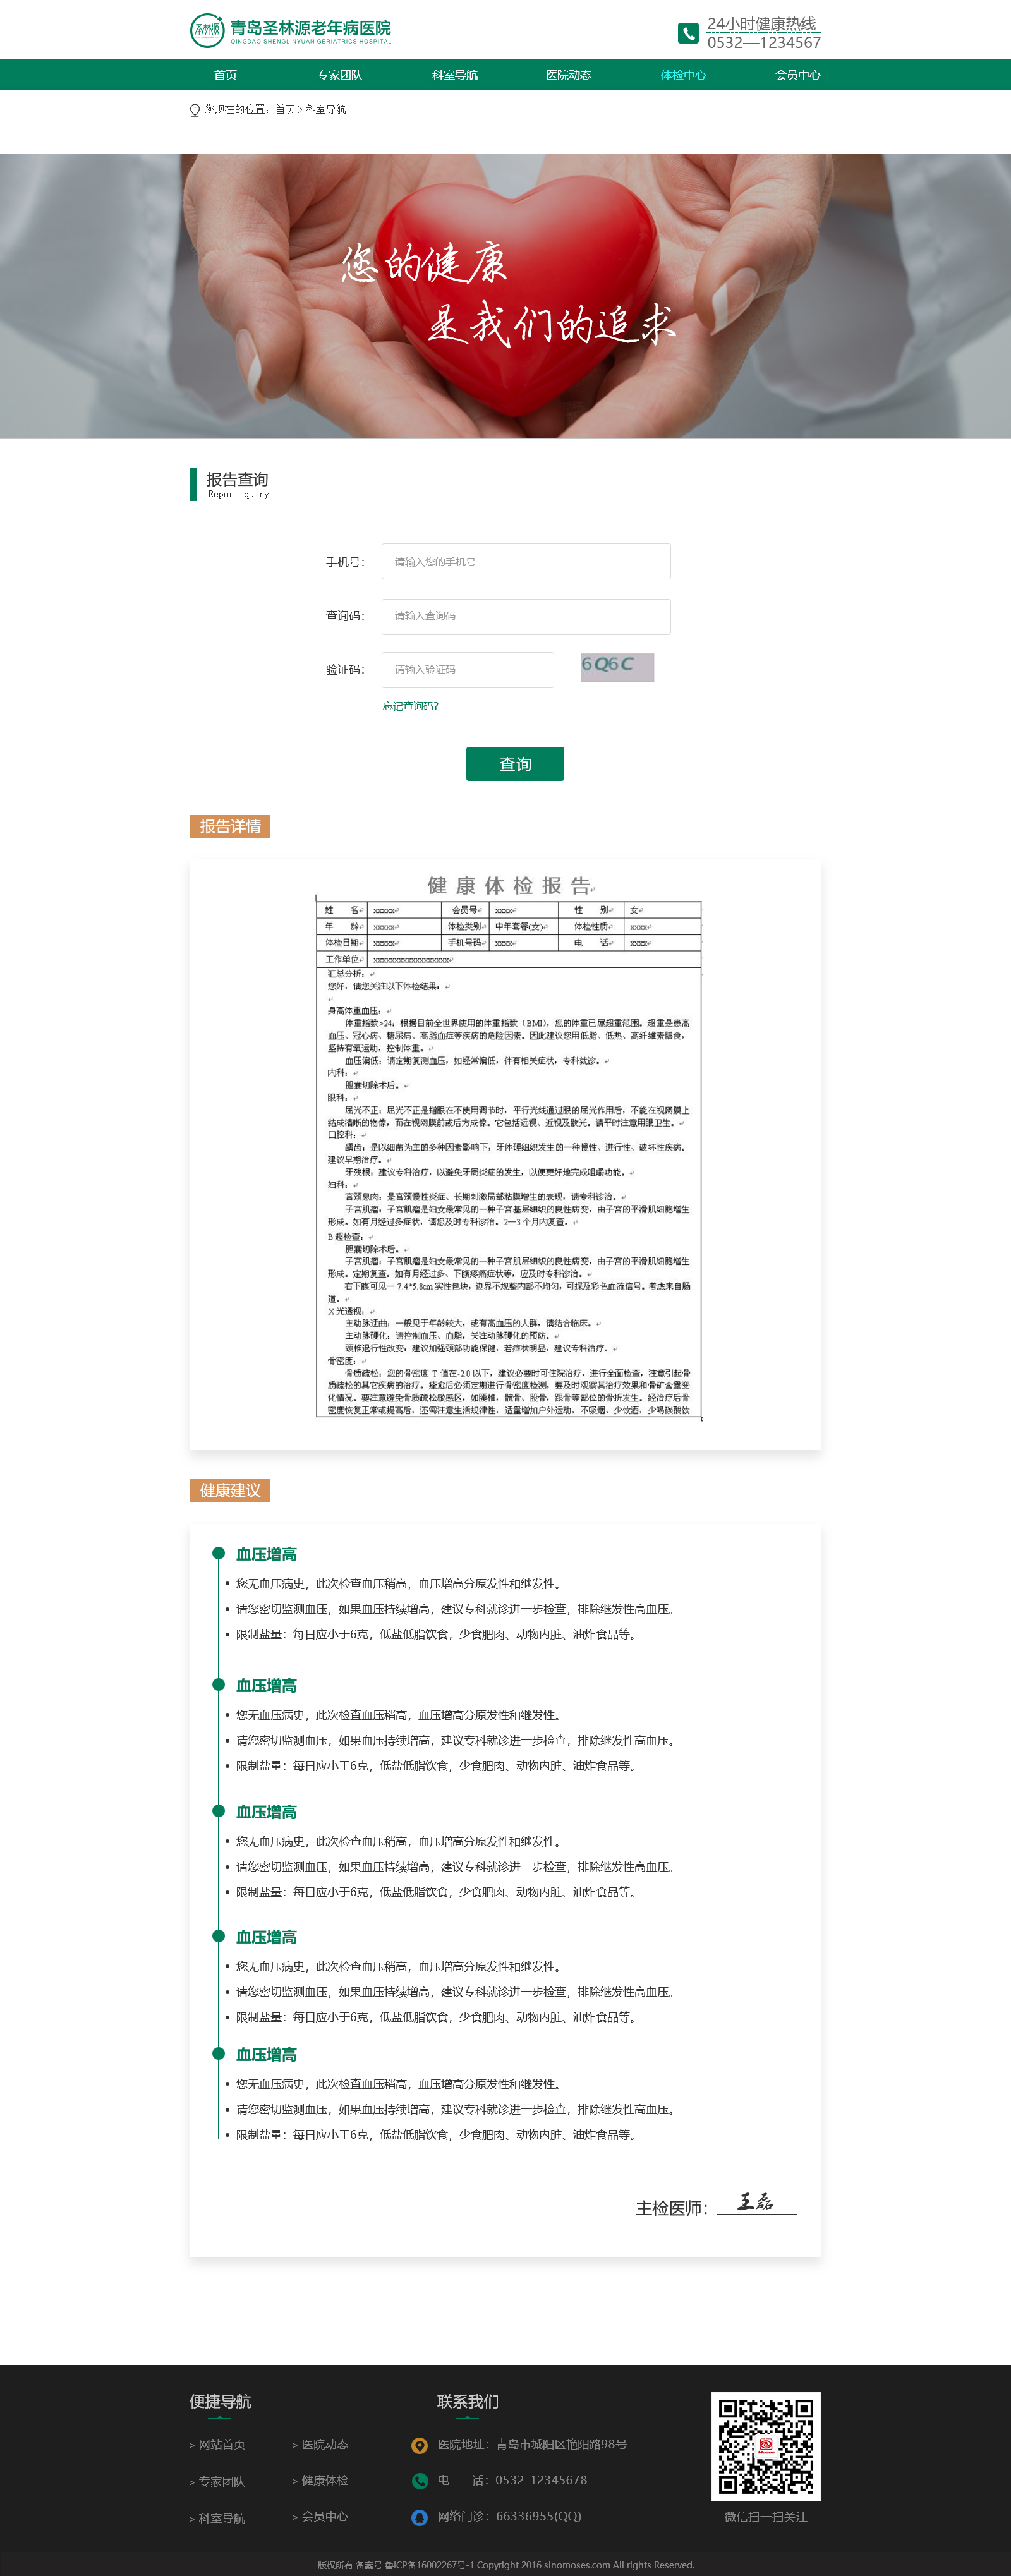 圣林源
青岛圣林源老年病医院
QINGDAO SHENGLINYUAN GERIATRICS HOSPITAL
24小时健康热线
0532—1234567
首页 专家团队 科室导航 医院动态 体检中心 会员中心
您现在的位置：首页 > 科室导航
您的健康
是我们的追求
报告查询
Report query
手机号： 请输入您的手机号
查询码： 请输入查询码
验证码： 请输入验证码 6Q6C
忘记查询码?
查询
报告详情
健康体检报告
姓 名 xxxxx 会员号 xxxx 性 别 女
年 龄 xxxxx 体检类别 中年套餐(女) 体检性质 xxxx
体检日期 xxxxx 手机号码 xxxx 电 话 xxxx
工作单位 xxxxxxxxxxxxxxxxxx
汇总分析：
您好，请您关注以下体检结果：
身高体重血压：
体重指数>24：根据目前全世界使用的体重指数（BMI），您的体重已属超重范围。超重是患高
血压、冠心病、糖尿病、高脂血症等疾病的危险因素。因此建议您用低脂、低热、高纤维素膳食，
坚持有氧运动，控制体重。
血压偏低：请定期复测血压，如经常偏低，伴有相关症状，专科就诊。
内科：
胆囊切除术后。
眼科：
屈光不正：屈光不正是指眼在不使用调节时，平行光线通过眼的屈光作用后，不能在视网膜上
结成清晰的物像，而在视网膜前或后方成像。它包括远视、近视及散光。请平时注意用眼卫生。
口腔科：
龋齿：是以细菌为主的多种因素影响下，牙体硬组织发生的一种慢性、进行性、破坏性疾病。
建议早期治疗。
牙残根：建议专科治疗，以避免牙周炎症的发生，以便更好地完成咀嚼功能。
妇科：
宫颈息肉：是宫颈慢性炎症、长期刺激局部粘膜增生的表现，请专科诊治。
子宫肌瘤：子宫肌瘤是妇女最常见的一种子宫基层组织的良性病变，由子宫的平滑肌细胞增生
形成。如有月经过多症状，请您及时专科诊治。2—3 个月内复查。
B 超检查：
胆囊切除术后。
子宫肌瘤：子宫肌瘤是妇女最常见的一种子宫肌层组织的良性病变，由子宫的平滑肌细胞增生
形成。定期复查。如有月经过多、下腹疼痛症状等，应及时专科诊治。
右下腹可见一 7.4*5.8cm 实性包块，边界不规整内部不均匀，可探及彩色血流信号。考虑来自肠
道。
X 光透视：
主动脉迂曲：一般见于年龄较大，或有高血压的人群，请结合临床。
主动脉硬化：请控制血压、血脂，关注动脉硬化的预防。
颈椎退行性改变：建议加强颈部功能保健，若症状明显，建议专科治疗。
骨密度：
骨质疏松：您的骨密度 T 值在-2.0 以下，建议必要时可住院治疗，进行全面检查，注意引起骨
质疏松的其它疾病的治疗。痊愈后必须定期进行骨密度检测，要及时观察其治疗效果和骨矿含量变
化情况。要注意避免骨质疏松敏感区，如腰椎，髋骨、股骨、跟骨等部位的骨折发生。经治疗后骨
密度恢复正常或提高后，还需注意生活规律性，适量增加户外运动，不吸烟，少饮酒，少喝碳酸饮
健康建议
血压增高
• 您无血压病史，此次检查血压稍高，血压增高分原发性和继发性。
• 请您密切监测血压，如果血压持续增高，建议专科就诊进一步检查，排除继发性高血压。
• 限制盐量：每日应小于6克，低盐低脂饮食，少食肥肉、动物内脏、油炸食品等。
血压增高
• 您无血压病史，此次检查血压稍高，血压增高分原发性和继发性。
• 请您密切监测血压，如果血压持续增高，建议专科就诊进一步检查，排除继发性高血压。
• 限制盐量：每日应小于6克，低盐低脂饮食，少食肥肉、动物内脏、油炸食品等。
血压增高
• 您无血压病史，此次检查血压稍高，血压增高分原发性和继发性。
• 请您密切监测血压，如果血压持续增高，建议专科就诊进一步检查，排除继发性高血压。
• 限制盐量：每日应小于6克，低盐低脂饮食，少食肥肉、动物内脏、油炸食品等。
血压增高
• 您无血压病史，此次检查血压稍高，血压增高分原发性和继发性。
• 请您密切监测血压，如果血压持续增高，建议专科就诊进一步检查，排除继发性高血压。
• 限制盐量：每日应小于6克，低盐低脂饮食，少食肥肉、动物内脏、油炸食品等。
血压增高
• 您无血压病史，此次检查血压稍高，血压增高分原发性和继发性。
• 请您密切监测血压，如果血压持续增高，建议专科就诊进一步检查，排除继发性高血压。
• 限制盐量：每日应小于6克，低盐低脂饮食，少食肥肉、动物内脏、油炸食品等。
主检医师：王磊
便捷导航 联系我们
> 网站首页 > 医院动态 医院地址：青岛市城阳区艳阳路98号
> 专家团队 > 健康体检 电 话：0532-12345678
> 科室导航 > 会员中心 网络门诊：66336955(QQ)
微信扫一扫关注
版权所有 备案号 鲁ICP备16002267号-1 Copyright 2016 sinomoses.com All rights Reserved.